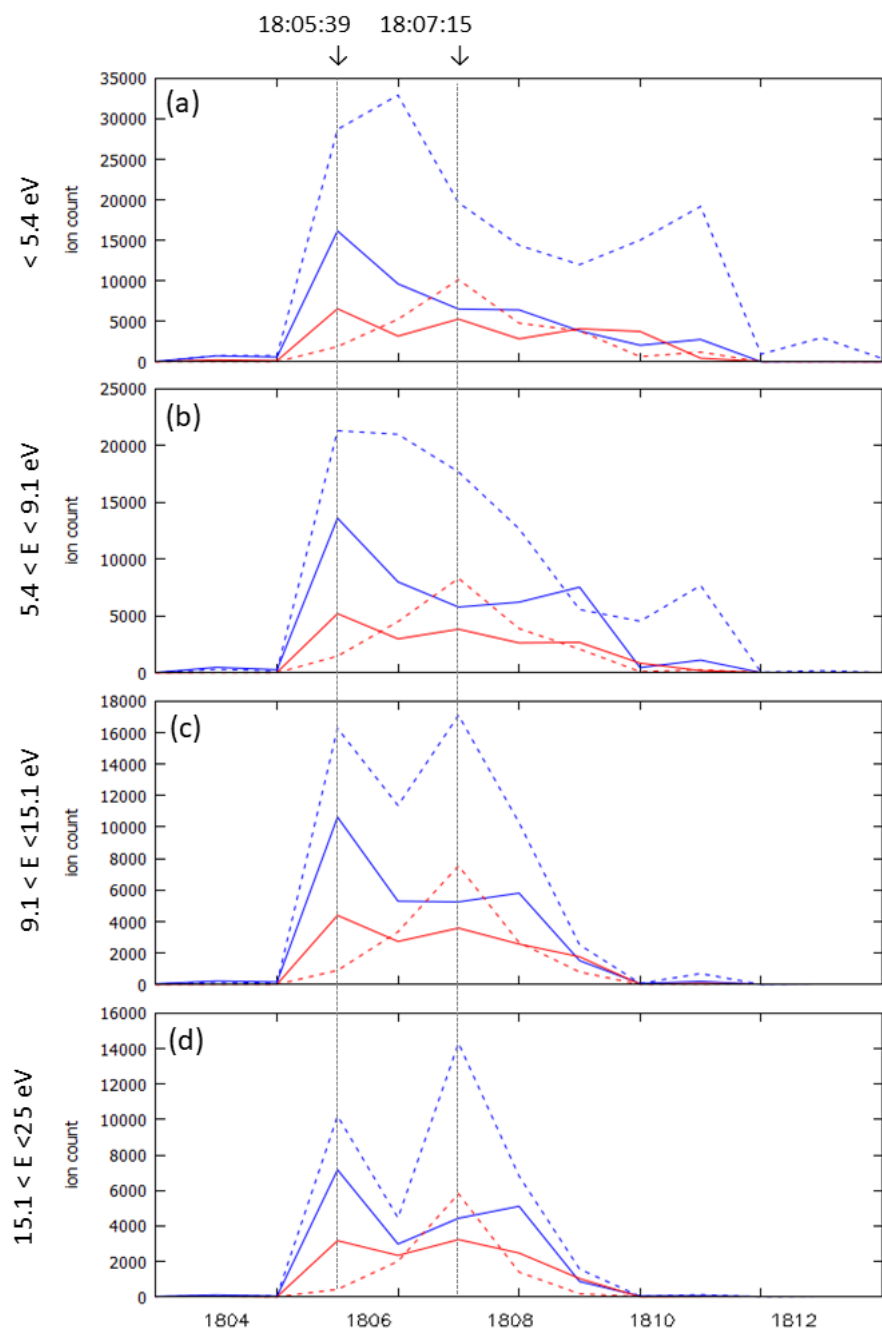 18:05:39 18:07:15
(a)
< 5.4 eV
ion count
35000
30000
25000
20000
15000
10000
5000
0
(b)
5.4 < E < 9.1 eV
ion count
25000
20000
15000
10000
5000
0
(c)
9.1 < E <15.1 eV
ion count
18000
16000
14000
12000
10000
8000
6000
4000
2000
0
(d)
15.1 < E <25 eV
ion count
16000
14000
12000
10000
8000
6000
4000
2000
0
1804 1806 1808 1810 1812